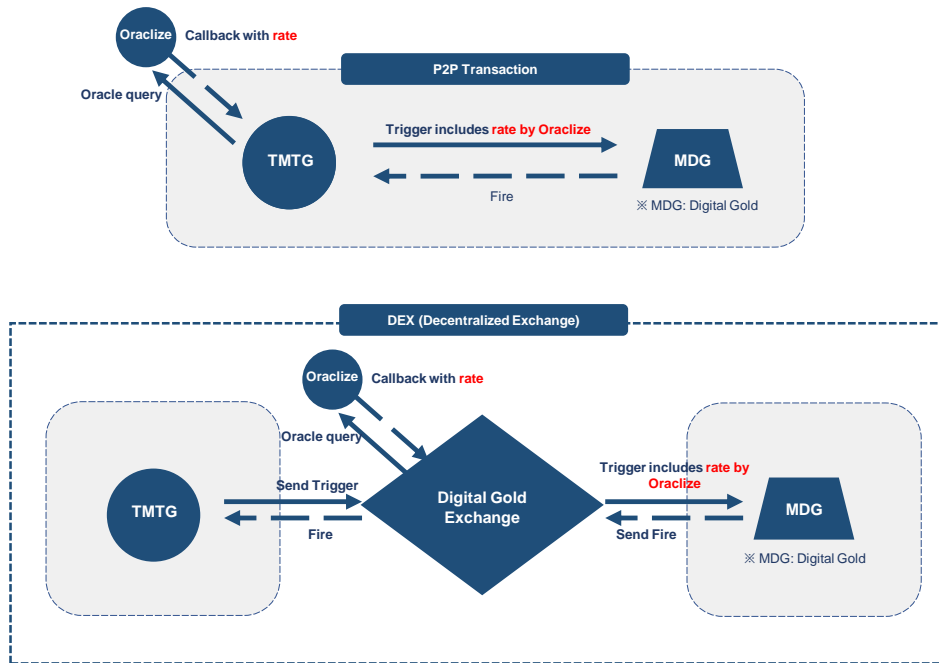 Oraclize
Callback with rate
P2P Transaction
Oracle query
Trigger includes rate by Oraclize
TMTG
MDG
Fire
※ MDG: Digital Gold
DEX (Decentralized Exchange)
Oraclize
Callback with rate
Oracle query
Trigger includes rate by
Oraclize
Send Trigger
TMTG
Digital Gold
Exchange
MDG
Fire
Send Fire
※ MDG: Digital Gold